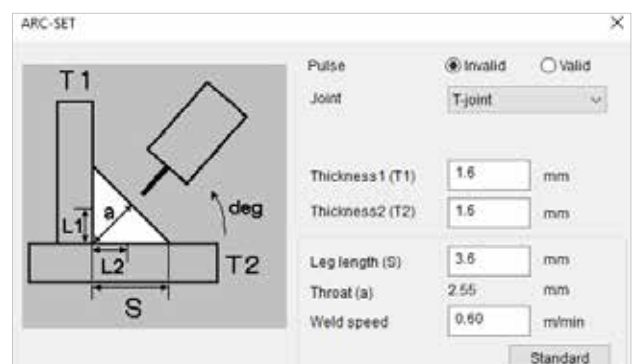 ARC-SET
Pulse Invalid Valid
Joint T-joint
T1
Thickness1 (T1) 1.6 mm
Thickness2 (T2) 1.6 mm
deg
a
L1
L2
T2
S
Leg length (S) 3.6 mm
Throat (a) 2.55 mm
Weld speed 0.60 m/min
Standard